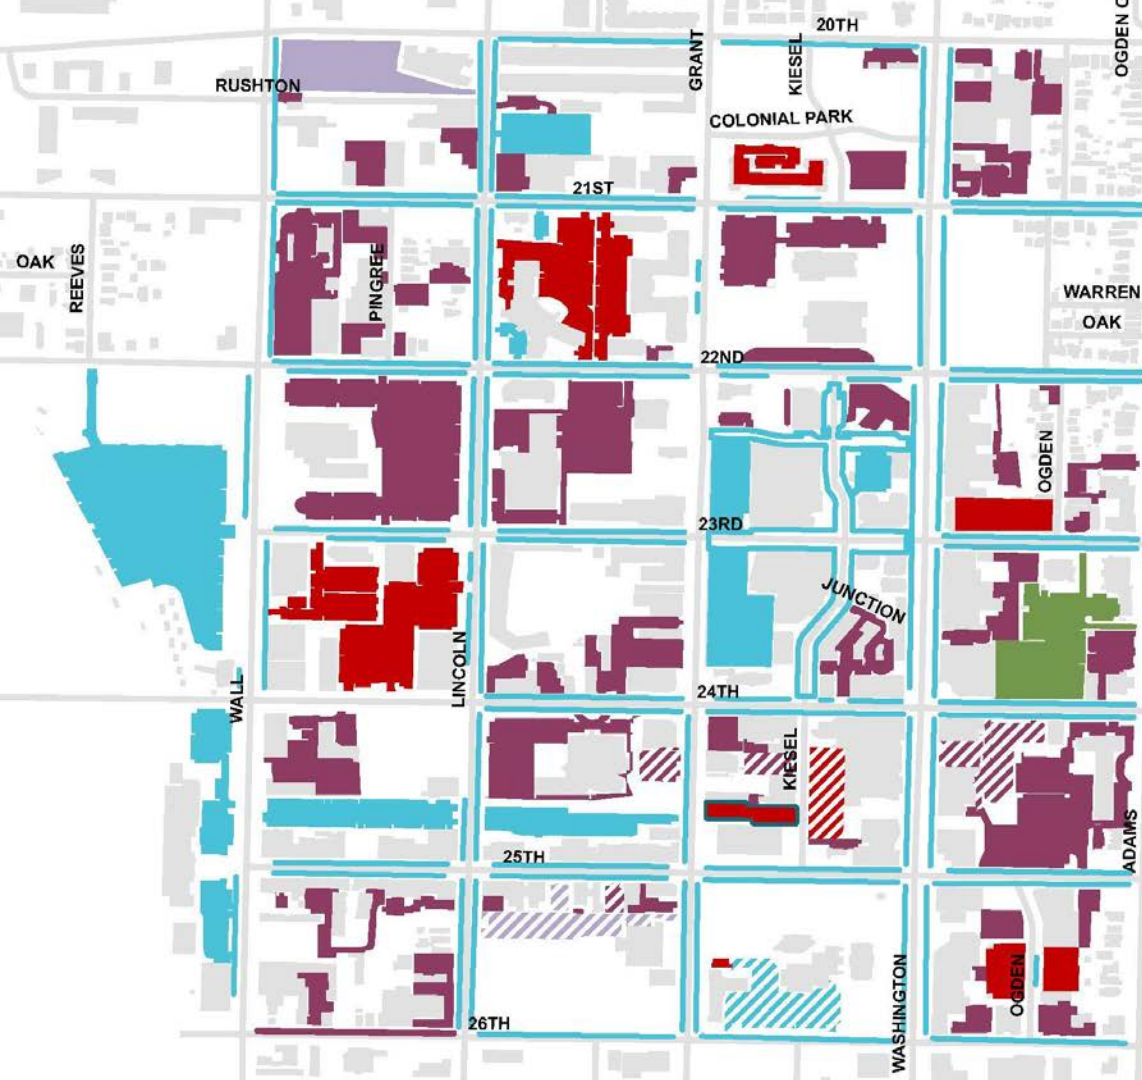 20TH
OGDEN C
GRANT
KIESEL
RUSHTON
COLONIAL PARK
21ST
OAK
REEVES
PINGREE
WARREN
OAK
22ND
OGDEN
23RD
JUNCTION
LINCOLN
WALL
24TH
KIESEL
ADAMS
25TH
OGDEN
WASHINGTON
26TH